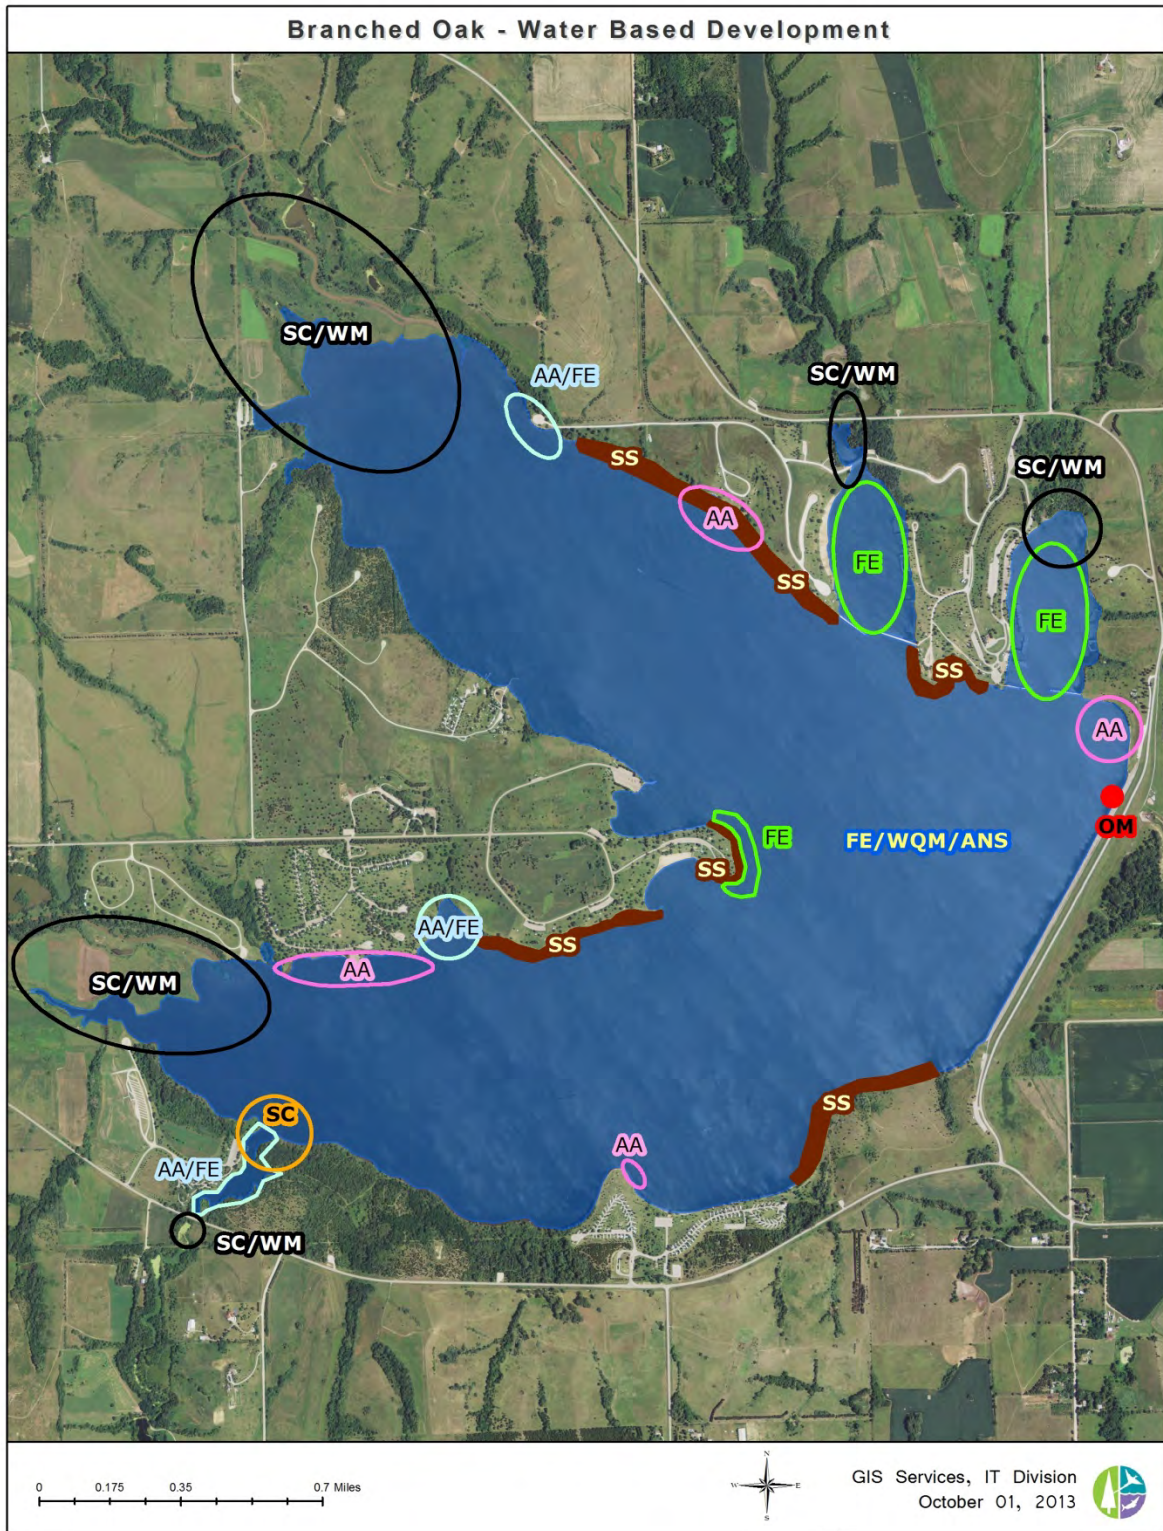 Branched Oak - Water Based Development
SC/WM
AA/FE
SC/WM
SS
SC/WM
AA
FE
SS
FE
SS
AA
OM
FE
FE/WQM/ANS
SS
AA/FE
SS
AA
SC/WM
SS
SC
AA
AA/FE
SC/WM
N
W E
S
0 0.175 0.35 0.7 Miles
GIS Services, IT Division
October 01, 2013